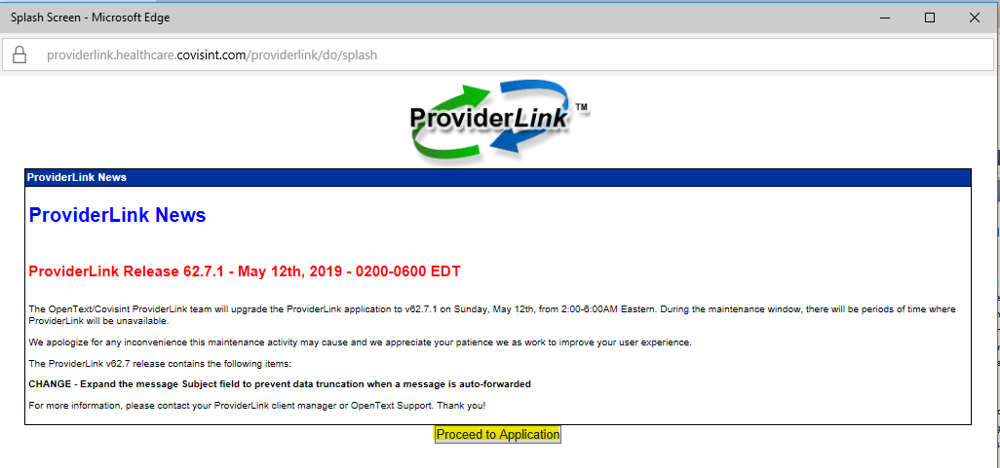 Splash Screen - Microsoft Edge
providerlink.healthcare.covisint.com/providerlink/do/splash
ProviderLink ™
ProviderLink News
ProviderLink News
ProviderLink Release 62.7.1 - May 12th, 2019 - 0200-0600 EDT
The OpenText/Covisint ProviderLink team will upgrade the ProviderLink application to v62.7.1 on Sunday, May 12th, from 2:00-6:00AM Eastern. During the maintenance window, there will be periods of time where
ProviderLink will be unavailable.
We apologize for any inconvenience this maintenance activity may cause and we appreciate your patience we as work to improve your user experience.
The ProviderLink v62.7 release contains the following items:
CHANGE - Expand the message Subject field to prevent data truncation when a message is auto-forwarded
For more information, please contact your ProviderLink client manager or OpenText Support. Thank you!
Proceed to Application